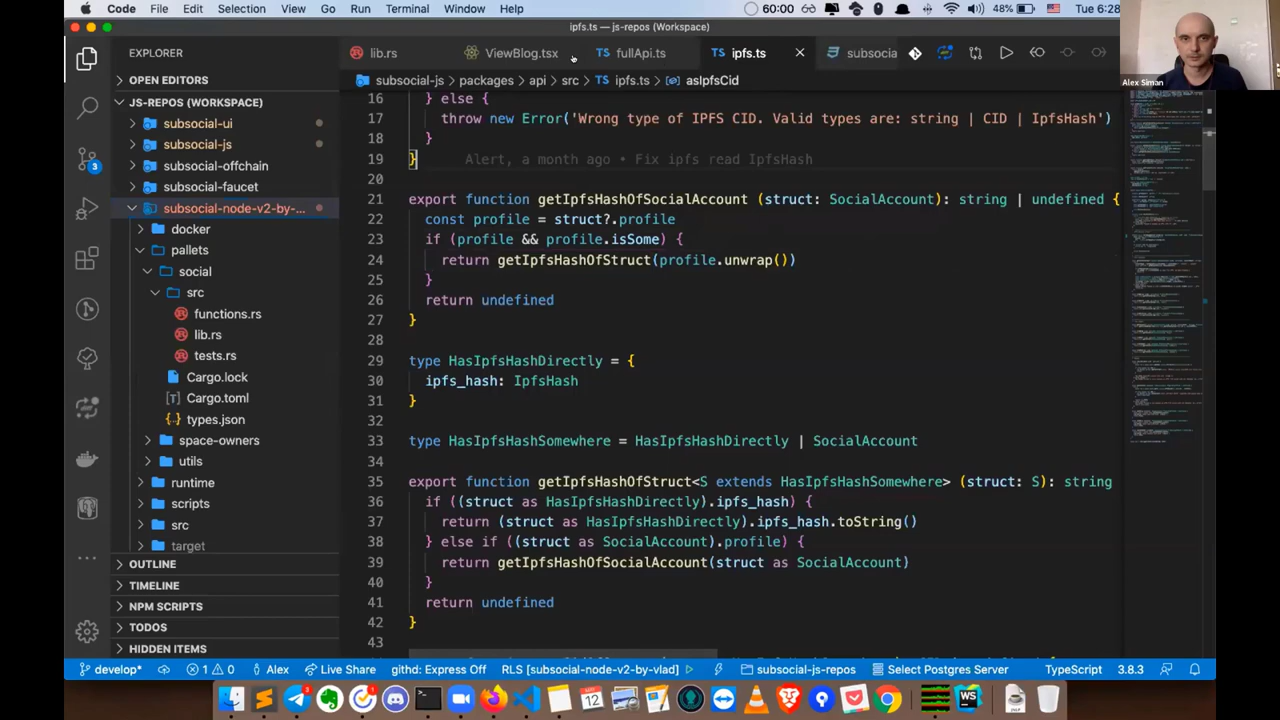 Code File Edit Selection View Go Run Terminal Window Help 60:00 48% Tue 6:28
ipfs.ts — js-repos (Workspace)
Alex Siman
EXPLORER
OPEN EDITORS
JS-REPOS (WORKSPACE)
subsocial-ui
subsocial-js
subsocial-offchain
subsocial-faucet
subsocial-node-v2-by-...
docker
pallets
social
src
functions.rs
lib.rs
tests.rs
Cargo.lock
Cargo.toml
types.json
space-owners
utils
runtime
scripts
src
target
OUTLINE
TIMELINE
NPM SCRIPTS
TODOS
HIDDEN ITEMS
3
lib.rs ViewBlog.tsx TS fullApi.ts TS ipfs.ts subsocia
subsocial-js > packages > api > src > TS ipfs.ts > asIpfsCid
16 } else {
17 throw new Error('Wrong type of IPFS CID. Valid types are: string | CID | IpfsHash')
18 }
19 } a month ago • Fix ipfs IpfsHash
20
21 export function getIpfsHashOfSocialAccount (struct: SocialAccount): string | undefined {
22 const profile = struct?.profile
23 if (profile && profile.isSome) {
24 return getIpfsHashOfStruct(profile.unwrap())
25 }
26 return undefined
27 }
28
29 type HasIpfsHashDirectly = {
30 ipfs_hash: IpfsHash
31 }
32
33 type HasIpfsHashSomewhere = HasIpfsHashDirectly | SocialAccount
34
35 export function getIpfsHashOfStruct<S extends HasIpfsHashSomewhere> (struct: S): string
36 if ((struct as HasIpfsHashDirectly).ipfs_hash) {
37 return (struct as HasIpfsHashDirectly).ipfs_hash.toString()
38 } else if ((struct as SocialAccount).profile) {
39 return getIpfsHashOfSocialAccount(struct as SocialAccount)
40 }
41 return undefined
42 }
43
develop* 1 0 Alex Live Share githd: Express Off RLS [subsocial-node-v2-by-vlad] subsocial-js-repos Select Postgres Server TypeScript 3.8.3